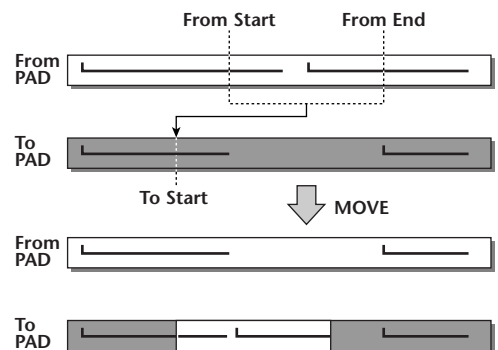 From Start From End
From
PAD
To
PAD
To Start
MOVE
From
PAD
To
PAD